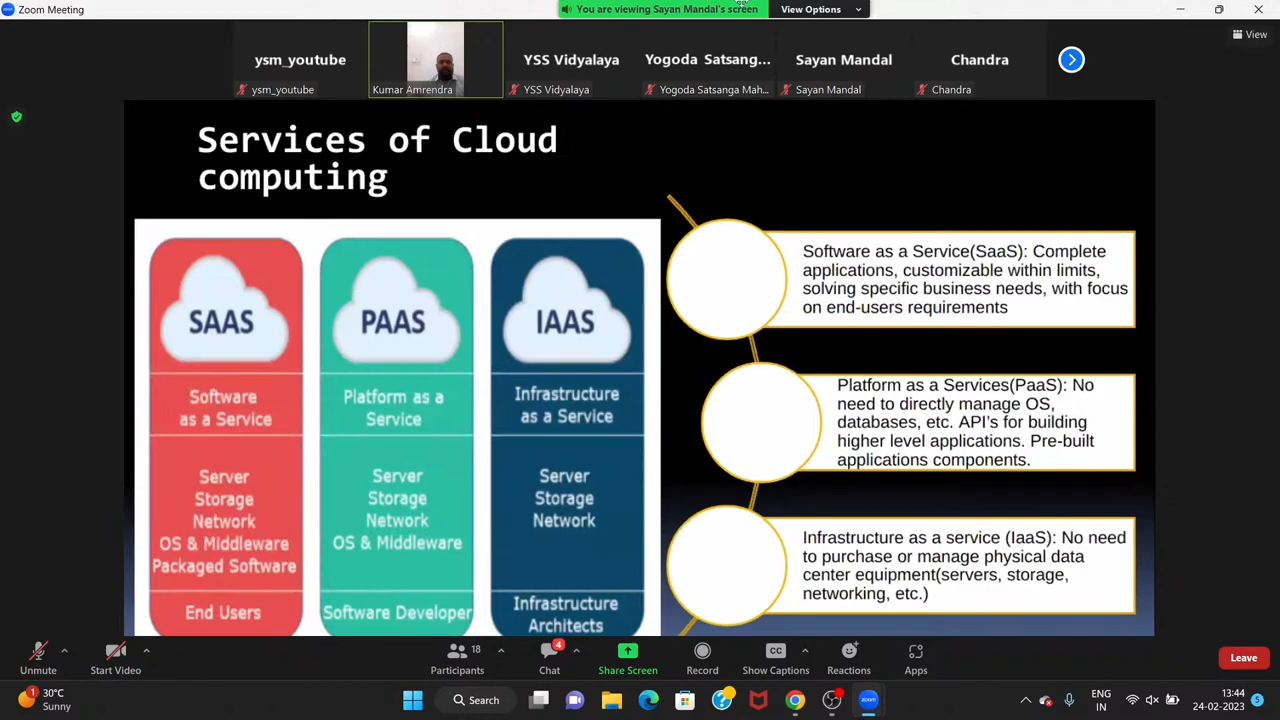 Zoom Meeting
You are viewing Sayan Mandal's screen
View Options
View
ysm_youtube
YSS Vidyalaya
Yogoda Satsang...
Sayan Mandal
Chandra
ysm_youtube
Kumar Amrendra
YSS Vidyalaya
Yogoda Satsanga Mah...
Sayan Mandal
Chandra
Services of Cloud
computing
SAAS
Software
as a Service
Server
Storage
Network
OS & Middleware
Packaged Software
End Users
PAAS
Platform as a
Service
Server
Storage
Network
OS & Middleware
Software Developer
IAAS
Infrastructure
as a Service
Server
Storage
Network
Infrastructure
Architects
Software as a Service(SaaS): Complete
applications, customizable within limits,
solving specific business needs, with focus
on end-users requirements
Platform as a Services(PaaS): No
need to directly manage OS,
databases, etc. API's for building
higher level applications. Pre-built
applications components.
Infrastructure as a service (IaaS): No need
to purchase or manage physical data
center equipment(servers, storage,
networking, etc.)
Unmute
Start Video
18
Participants
4
Chat
Share Screen
Record
CC
Show Captions
Reactions
Apps
Leave
1
30°C
Sunny
Search
zoom
ENG
IN
13:44
24-02-2023
5